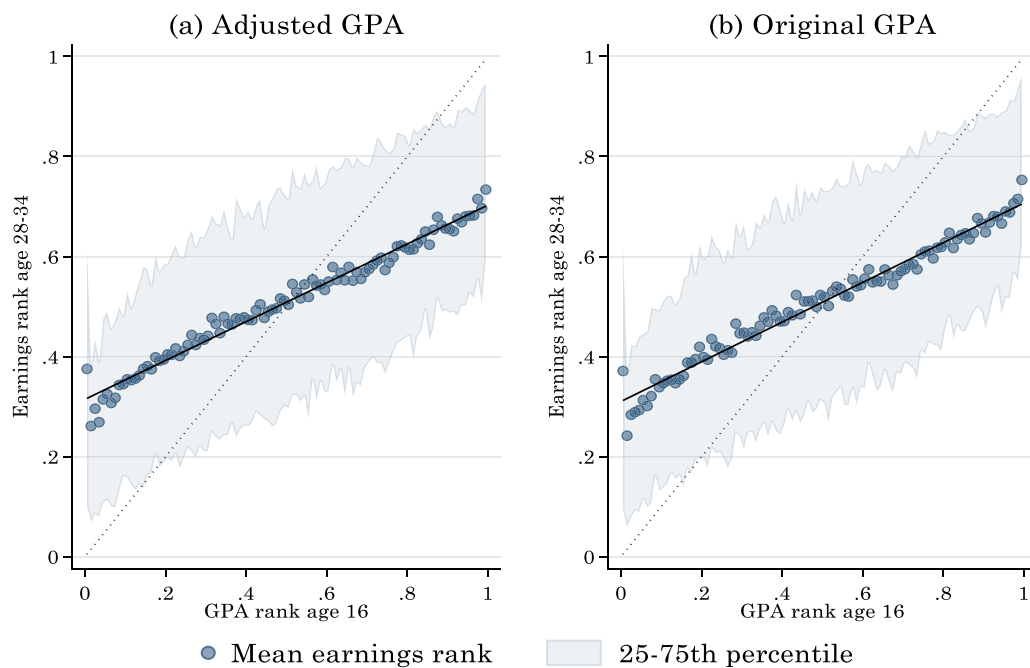 (a) Adjusted GPA
(b) Original GPA
Earnings rank age 28-34
1
.8
.6
.4
.2
0
0 .2 .4 .6 .8 1
GPA rank age 16
Earnings rank age 28-34
1
.8
.6
.4
.2
0
0 .2 .4 .6 .8 1
GPA rank age 16
Mean earnings rank
25-75th percentile